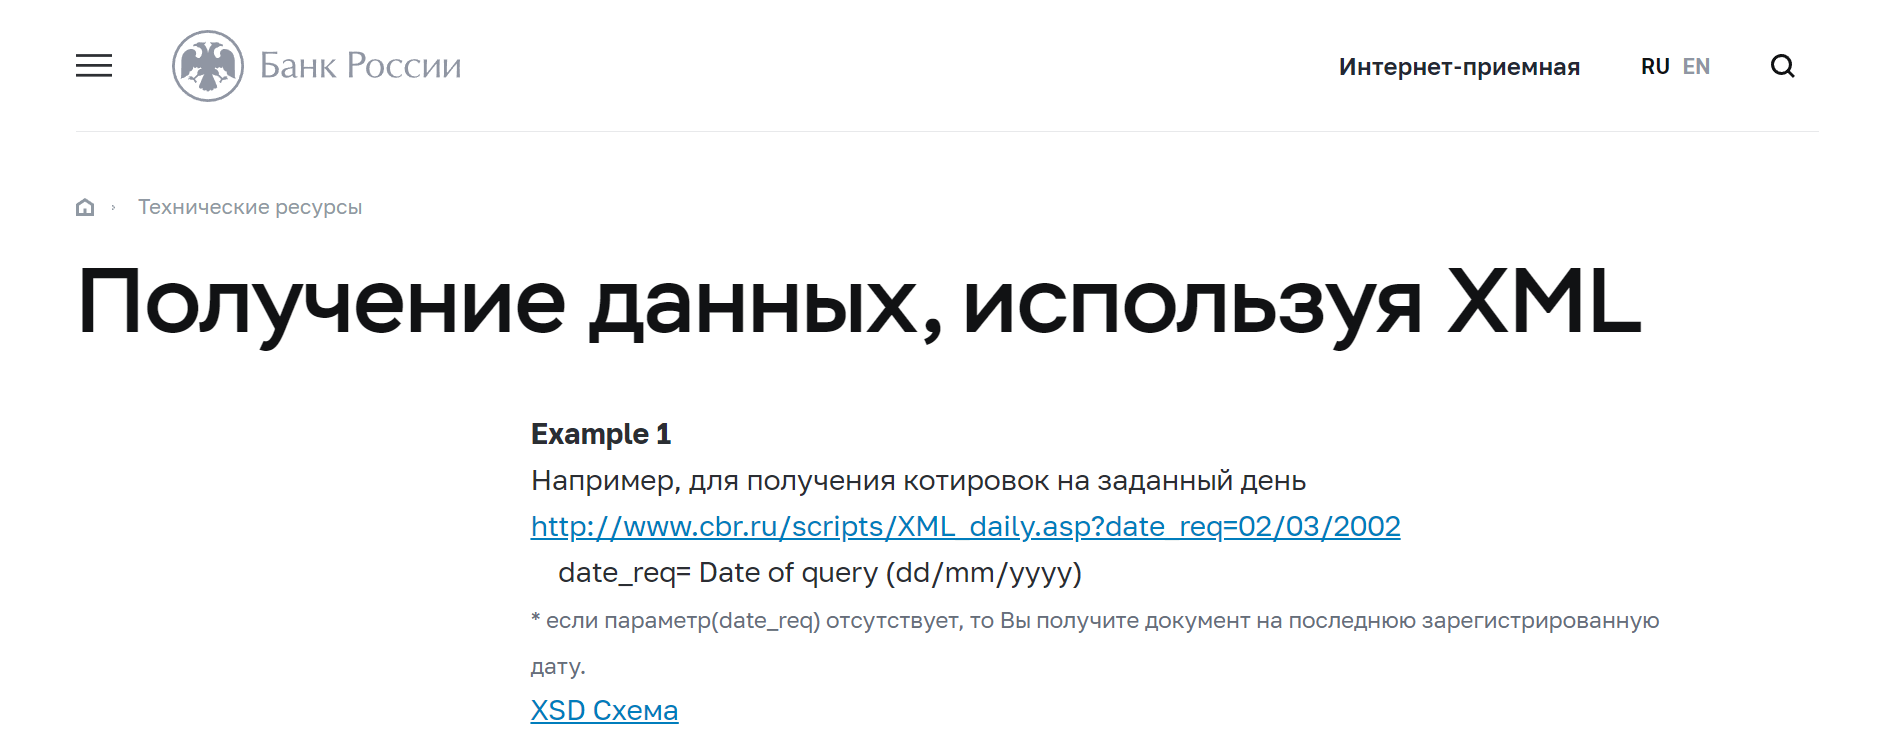 Банк России
Интернет-приемная
RU EN
Технические ресурсы
Получение данных, используя XML
Example 1
Например, для получения котировок на заданный день
http://www.cbr.ru/scripts/XML_daily.asp?date_req=02/03/2002
date_req= Date of query (dd/mm/yyyy)
* если параметр(date_req) отсутствует, то Вы получите документ на последнюю зарегистрированную
дату.
XSD Схема